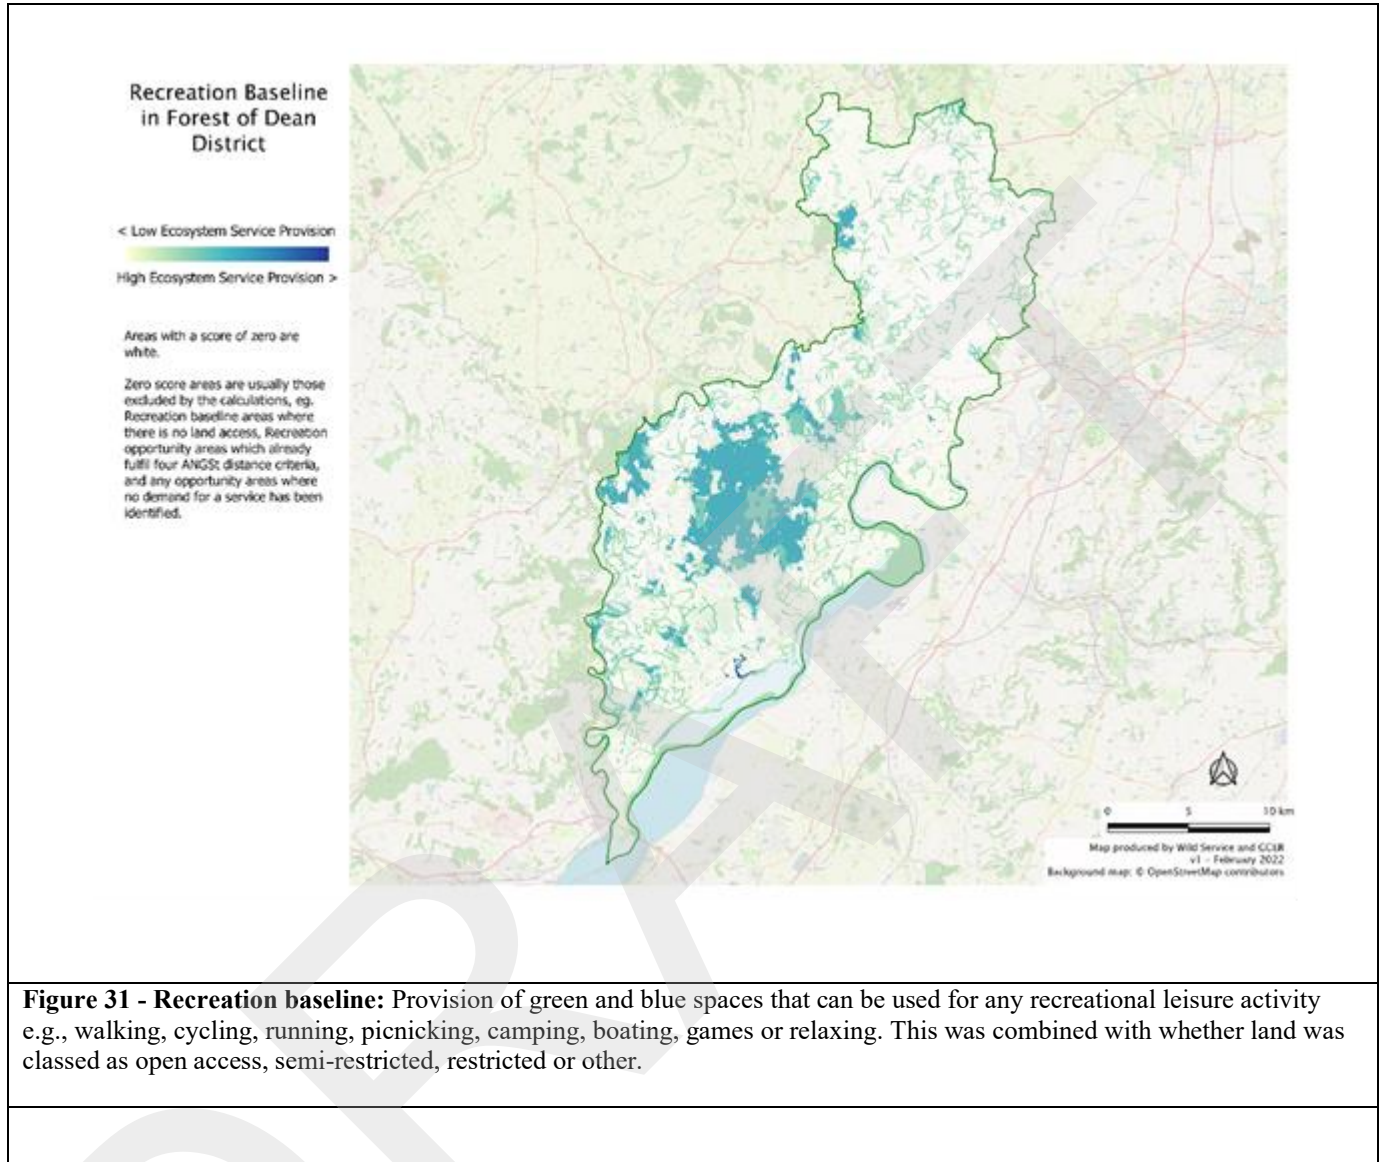 Recreation Baseline
in Forest of Dean
District
< Low Ecosystem Service Provision
High Ecosystem Service Provision >
Areas with a score of zero are
white.
Zero score areas are usually those
excluded by the calculations, eg.
Recreation baseline areas where
there is no land access, Recreation
opportunity areas which already
fulfil four ANGSt distance criteria,
and any opportunity areas where
no demand for a service has been
identified.
0 5 10 km
Map produced by Wild Service and GCER
v1 - February 2022
Background map: © OpenStreetMap contributors
Figure 31 - Recreation baseline: Provision of green and blue spaces that can be used for any recreational leisure activity
e.g., walking, cycling, running, picnicking, camping, boating, games or relaxing. This was combined with whether land was
classed as open access, semi-restricted, restricted or other.
DRAFT